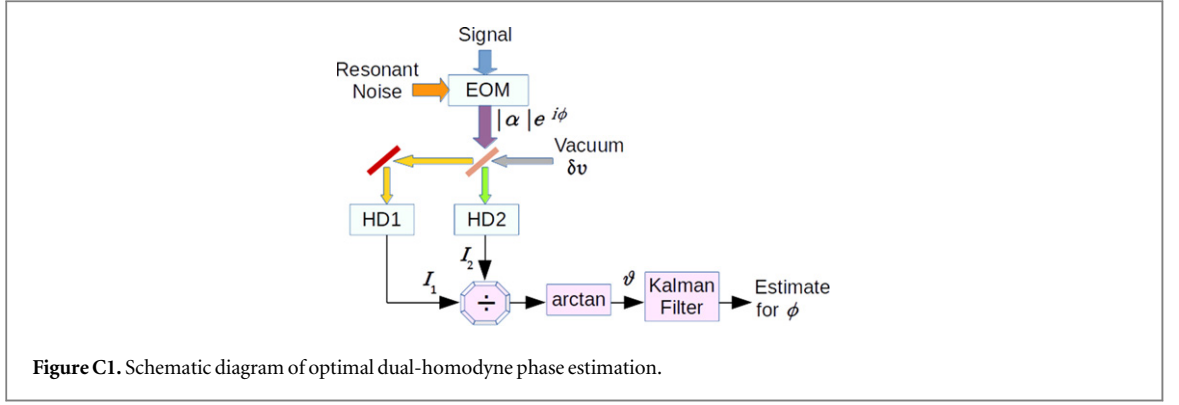 Signal
Resonant
Noise
EOM
|α|e^{iϕ}
Vacuum
δυ
HD1
HD2
I₂
I₁
÷
arctan
ϑ
Kalman
Filter
Estimate
for ϕ
Figure C1. Schematic diagram of optimal dual-homodyne phase estimation.